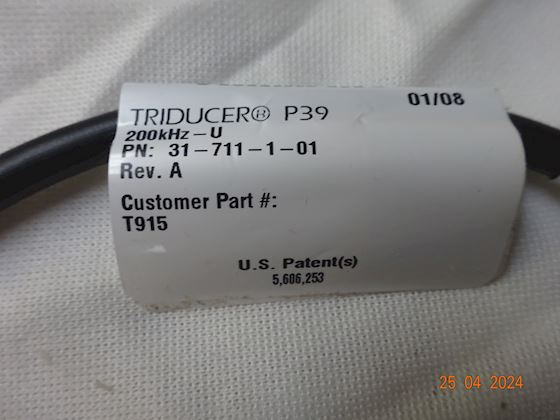 TRIDUCER® P39 01/08
200kHz-U
PN: 31-711-1-01
Rev. A
Customer Part #:
T915
U.S. Patent(s)
5,606,253
25 04 2024